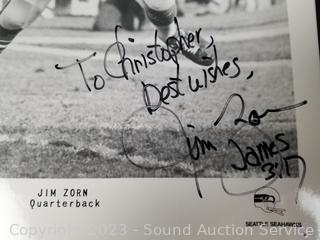 To Christopher,
Best wishes,
Jim Zorn
James
3:17
JIM ZORN
Quarterback
SEATTLE SEAHAWKS
Copyright 2023 - Sound Auction Service